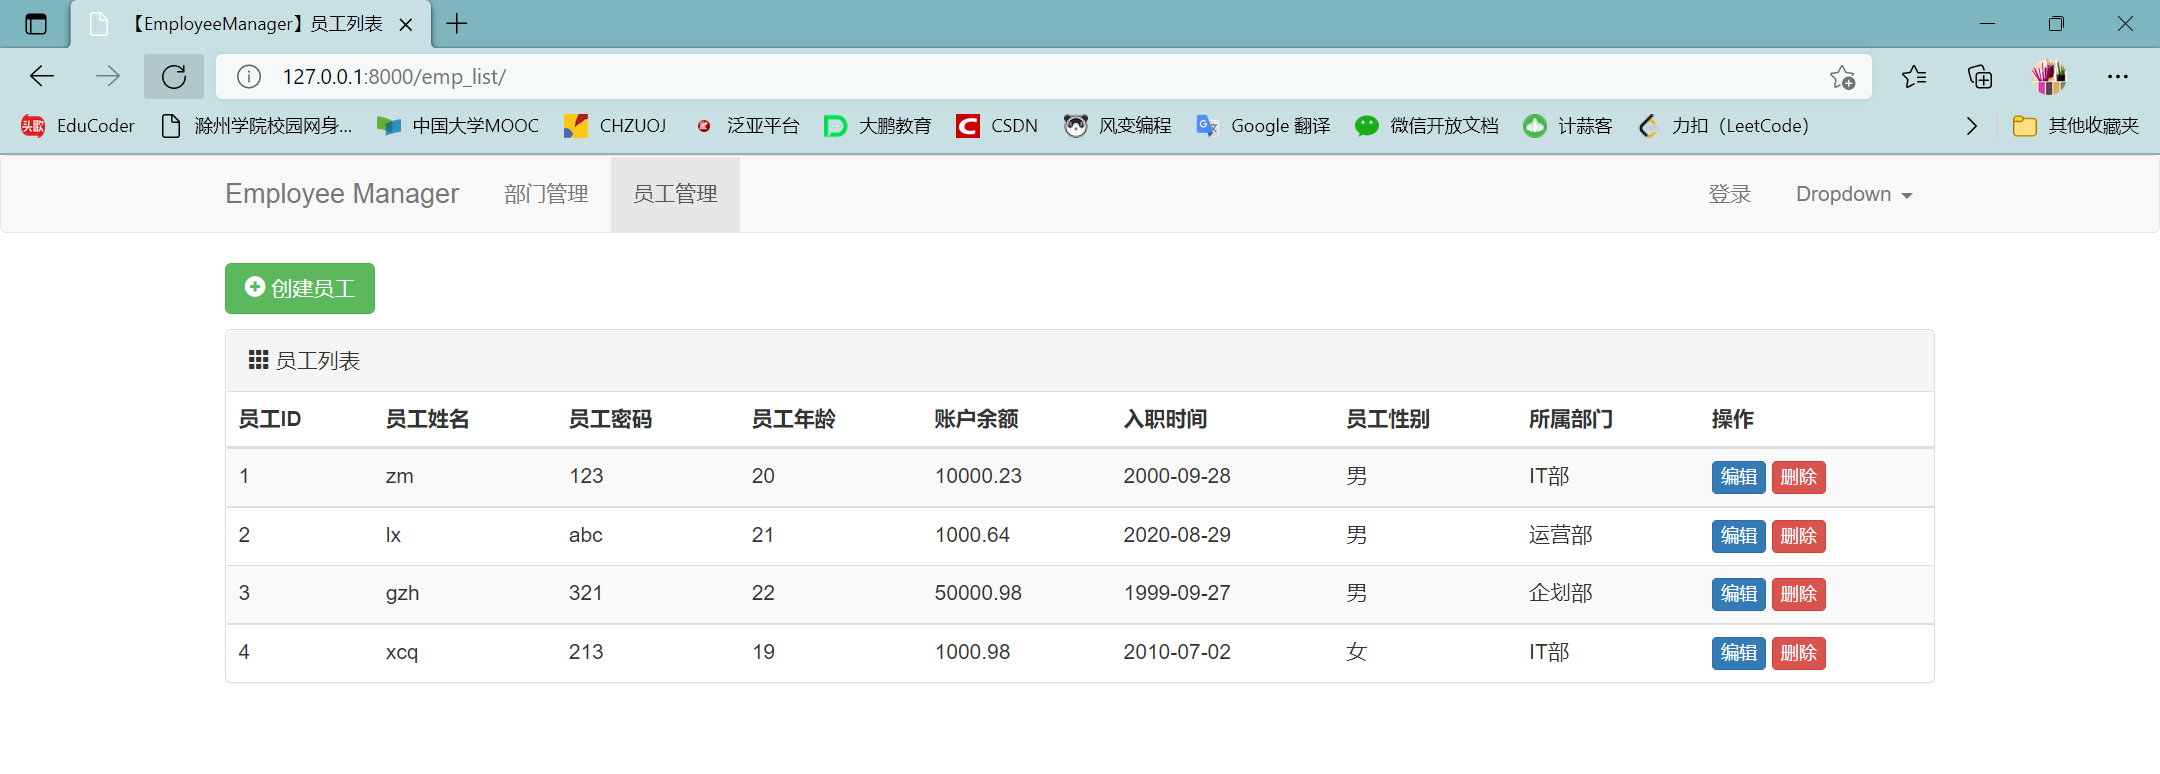 【EmployeeManager】员工列表
127.0.0.1:8000/emp_list/
头歌 EduCoder 滁州学院校园网身... 中国大学MOOC CHZUOJ 泛亚平台 大鹏教育 CSDN 风变编程 Google 翻译 微信开放文档 计蒜客 力扣（LeetCode） 其他收藏夹
Employee Manager 部门管理 员工管理 登录 Dropdown
创建员工
员工列表
员工ID 员工姓名 员工密码 员工年龄 账户余额 入职时间 员工性别 所属部门 操作
1 zm 123 20 10000.23 2000-09-28 男 IT部 编辑 删除
2 lx abc 21 1000.64 2020-08-29 男 运营部 编辑 删除
3 gzh 321 22 50000.98 1999-09-27 男 企划部 编辑 删除
4 xcq 213 19 1000.98 2010-07-02 女 IT部 编辑 删除